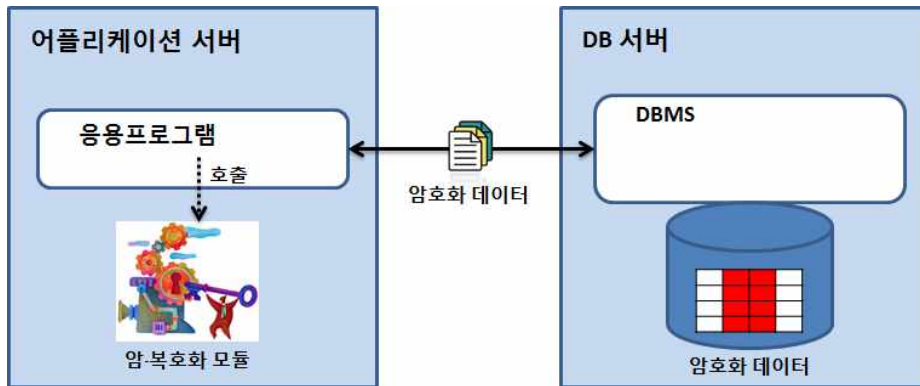 어플리케이션 서버
응용프로그램
호출
암·복호화 모듈
암호화 데이터
DB 서버
DBMS
암호화 데이터